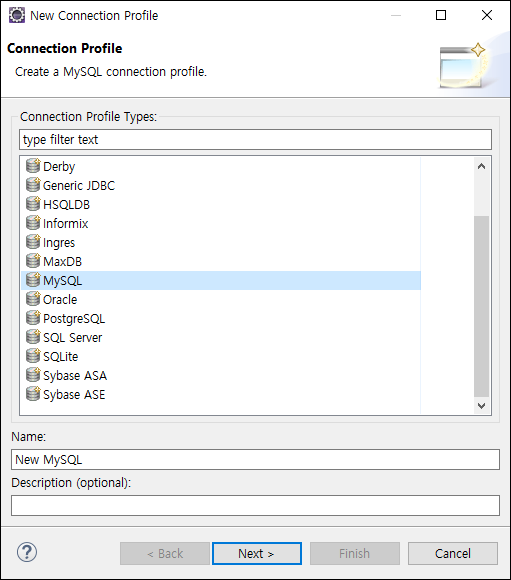 New Connection Profile
Connection Profile
Create a MySQL connection profile.
Connection Profile Types:
type filter text
Derby
Generic JDBC
HSQLDB
Informix
Ingres
MaxDB
MySQL
Oracle
PostgreSQL
SQL Server
SQLite
Sybase ASA
Sybase ASE
Name:
New MySQL
Description (optional):
? < Back Next > Finish Cancel